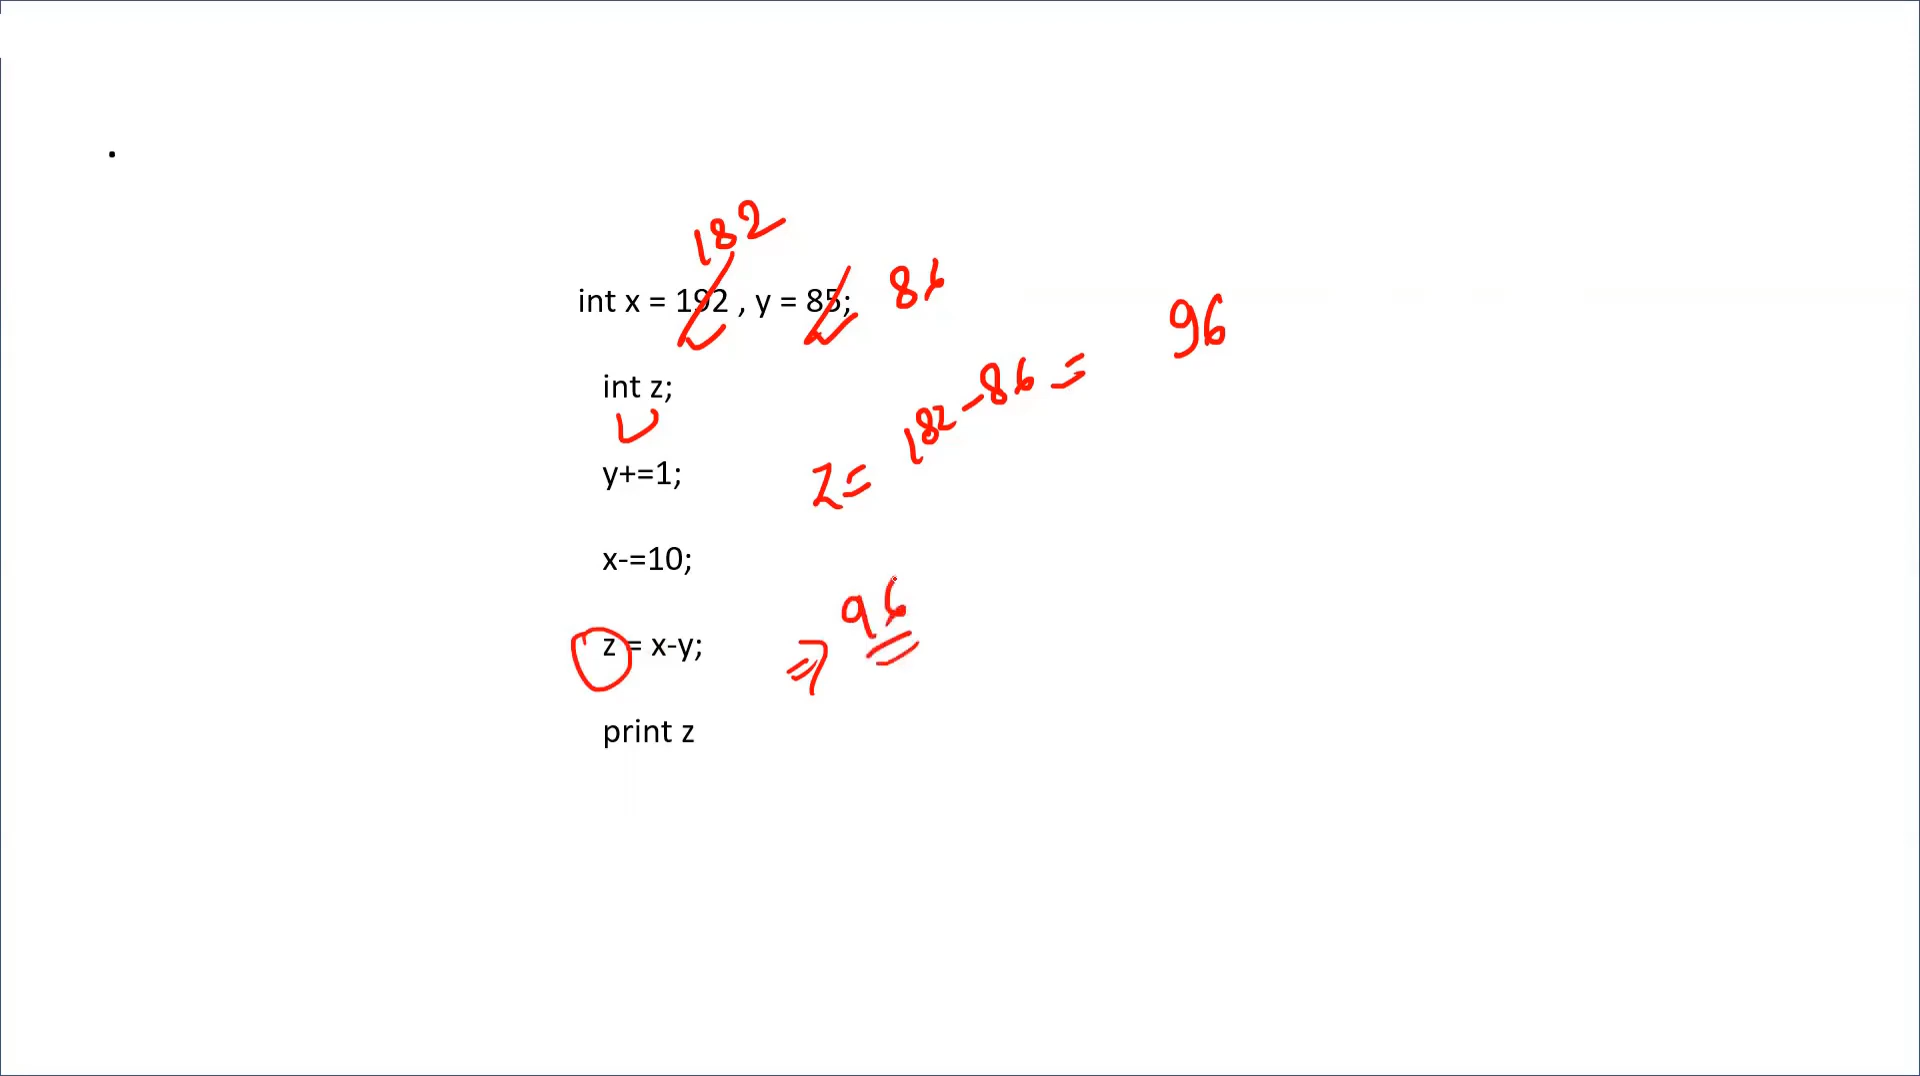 .
182
int x = 192 , y = 85; 86
96
int z;
z = 182 - 86 =
y+=1;
x-=10;
z = x-y; ⇒ 96
print z